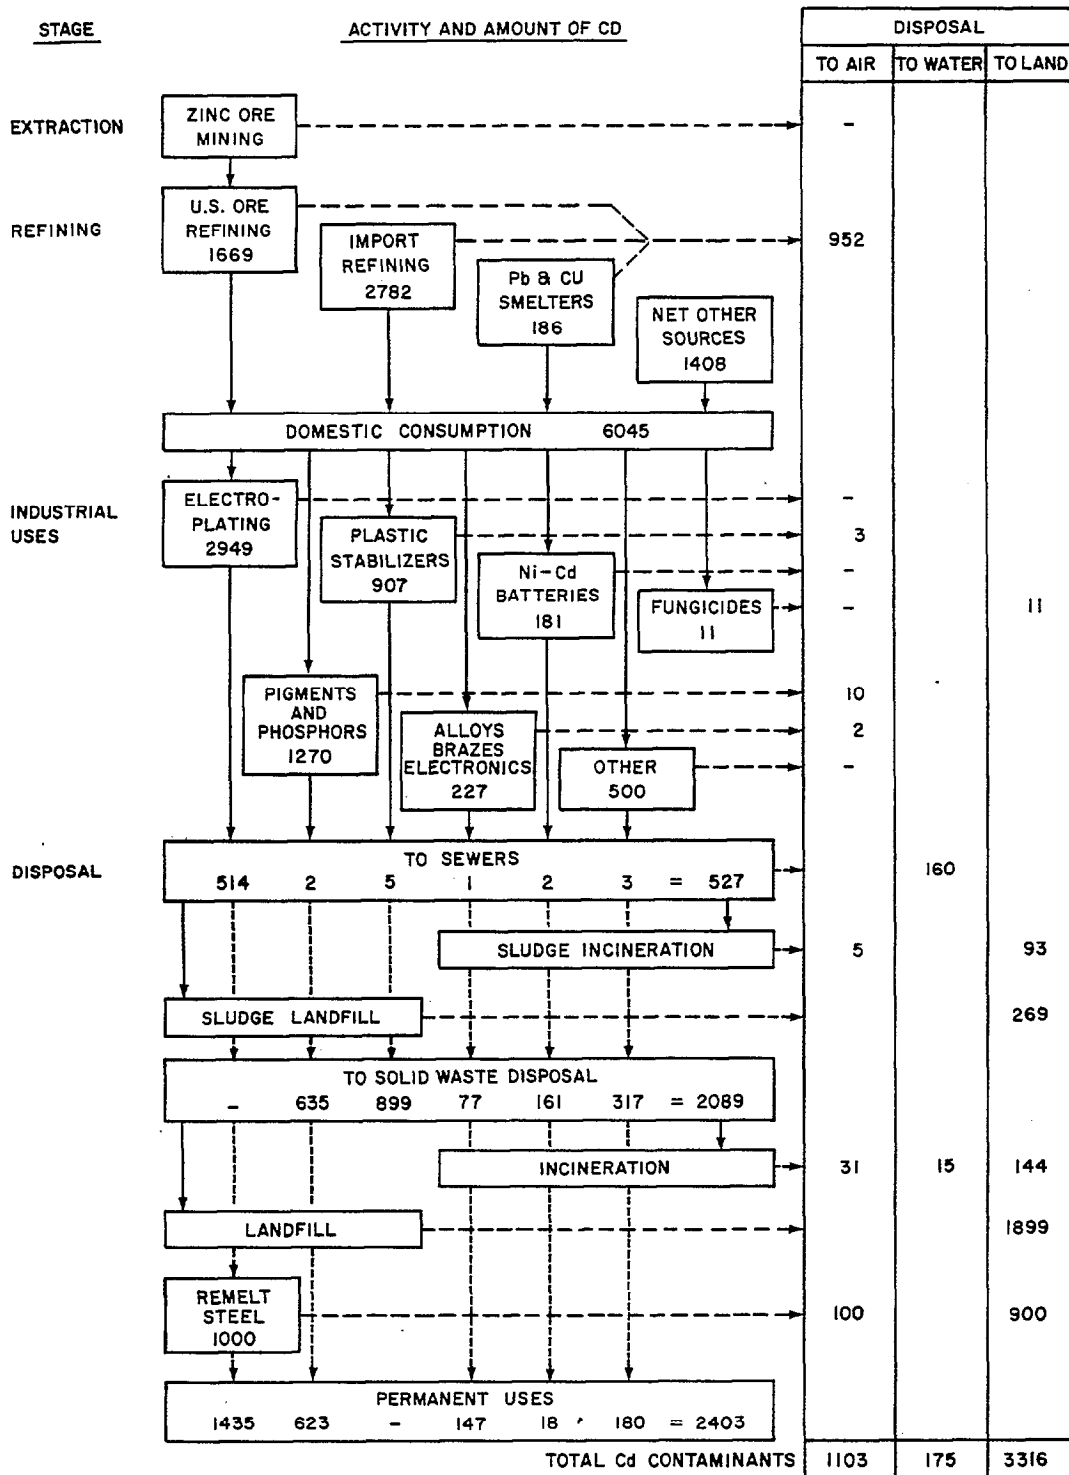 STAGE
ACTIVITY AND AMOUNT OF CD
DISPOSAL
TO AIR TO WATER TO LAND
EXTRACTION
ZINC ORE
MINING
-
REFINING
U.S. ORE
REFINING
1669
IMPORT
REFINING
2782
Pb & CU
SMELTERS
186
NET OTHER
SOURCES
1408
952
DOMESTIC CONSUMPTION 6045
INDUSTRIAL
USES
ELECTRO-
PLATING
2949
-
PLASTIC
STABILIZERS
907
3
Ni-Cd
BATTERIES
181
-
FUNGICIDES
11
- 11
PIGMENTS
AND
PHOSPHORS
1270
10
ALLOYS
BRAZES
ELECTRONICS
227
2
OTHER
500
-
DISPOSAL
TO SEWERS
514 2 5 1 2 3 = 527
160
SLUDGE INCINERATION
5 93
SLUDGE LANDFILL
269
TO SOLID WASTE DISPOSAL
- 635 899 77 161 317 = 2089
INCINERATION
31 15 144
LANDFILL
1899
REMELT
STEEL
1000
100 900
PERMANENT USES
1435 623 - 147 18 180 = 2403
TOTAL Cd CONTAMINANTS 1103 175 3316